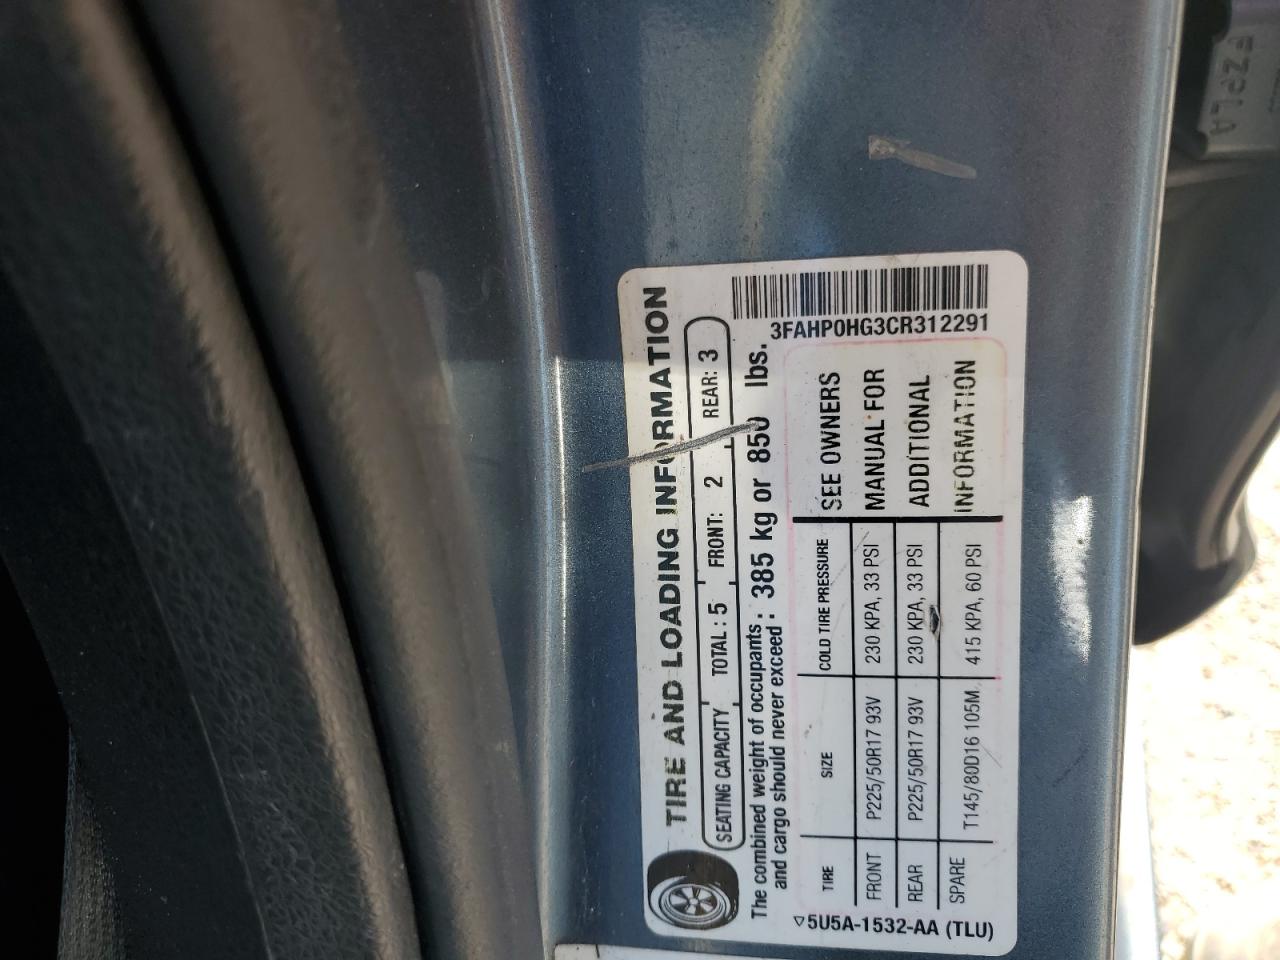 TIRE AND LOADING INFORMATION
SEATING CAPACITY TOTAL : 5 FRONT: 2 REAR: 3
The combined weight of occupants and cargo should never exceed : 385 kg or 850 lbs.
3FAHP0HG3CR312291
TIRE SIZE COLD TIRE PRESSURE
FRONT P225/50R17 93V 230 KPA, 33 PSI
REAR P225/50R17 93V 230 KPA, 33 PSI
SPARE T145/80D16 105M 415 KPA, 60 PSI
SEE OWNERS
MANUAL FOR
ADDITIONAL
INFORMATION
5U5A-1532-AA (TLU)
FZPLA